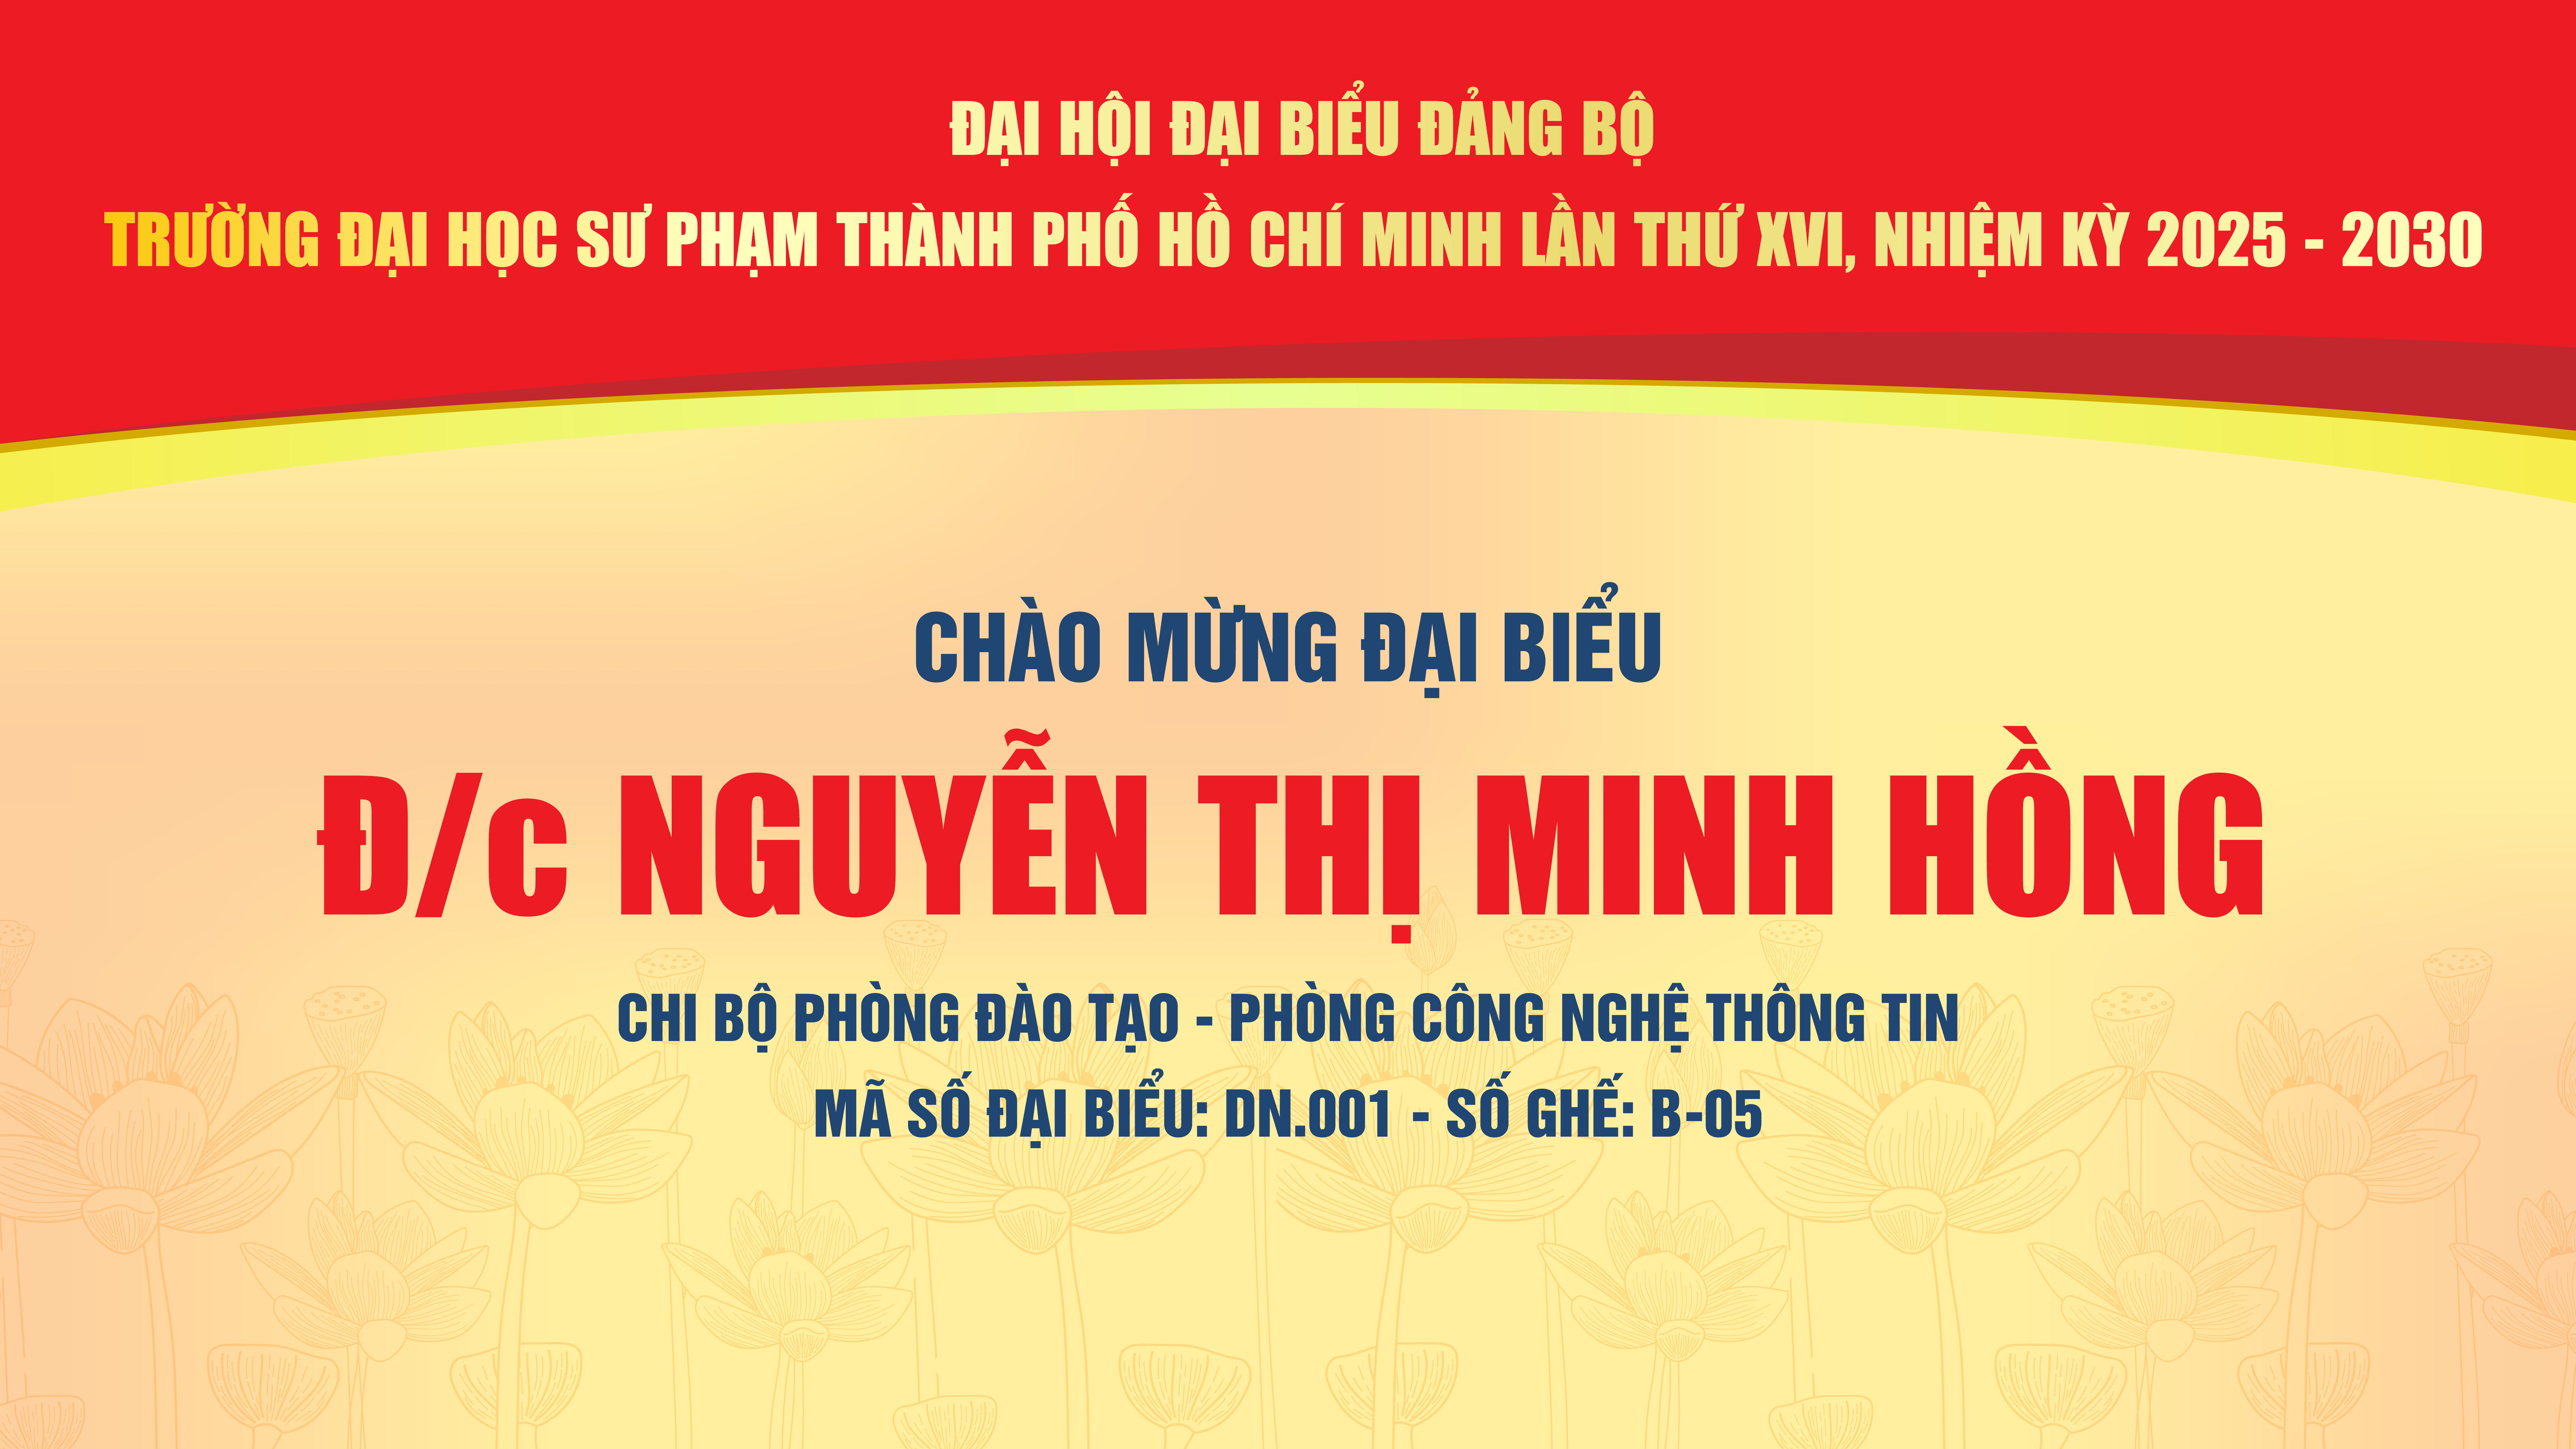 ĐẠI HỘI ĐẠI BIỂU ĐẢNG BỘ
TRƯỜNG ĐẠI HỌC SƯ PHẠM THÀNH PHỐ HỒ CHÍ MINH LẦN THỨ XVI, NHIỆM KỲ 2025 - 2030
CHÀO MỪNG ĐẠI BIỂU
Đ/c NGUYỄN THỊ MINH HỒNG
CHI BỘ PHÒNG ĐÀO TẠO - PHÒNG CÔNG NGHỆ THÔNG TIN
MÃ SỐ ĐẠI BIỂU: DN.001 - SỐ GHẾ: B-05